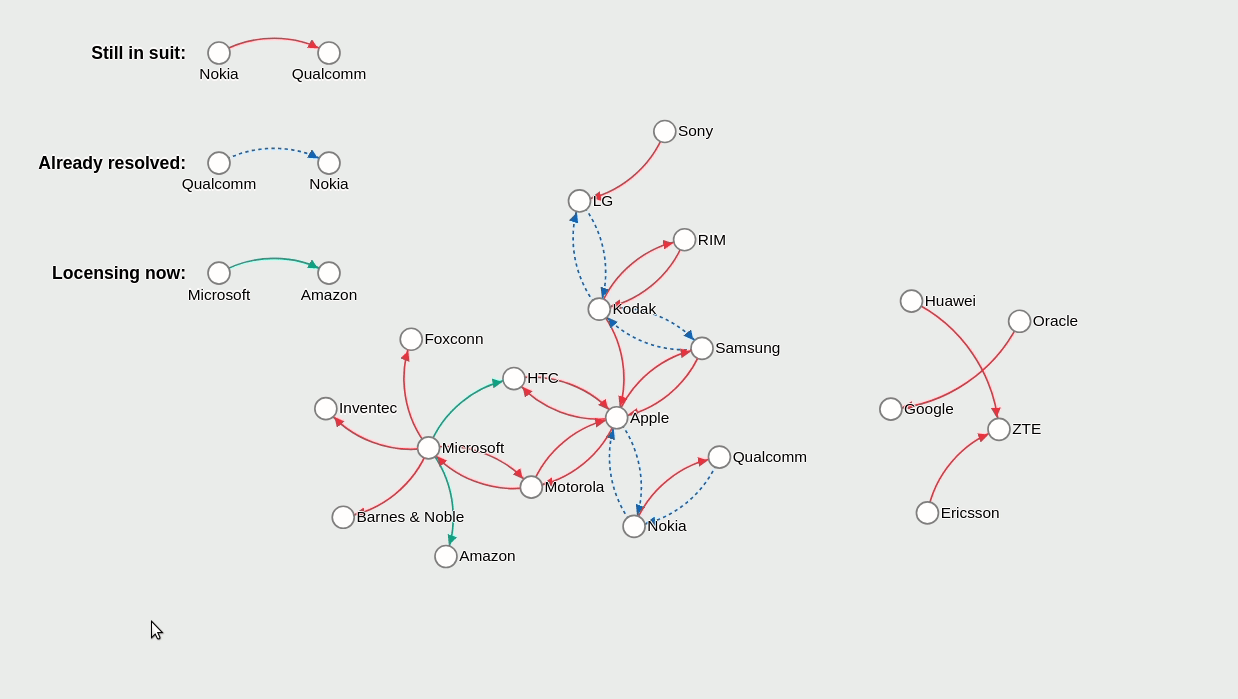 Still in suit:
Nokia
Qualcomm
Already resolved:
Qualcomm
Nokia
Locensing now:
Microsoft
Amazon
Sony
LG
RIM
Kodak
Huawei
Oracle
Foxconn
Samsung
HTC
Inventec
Google
Apple
ZTE
Microsoft
Qualcomm
Motorola
Ericsson
Barnes & Noble
Nokia
Amazon